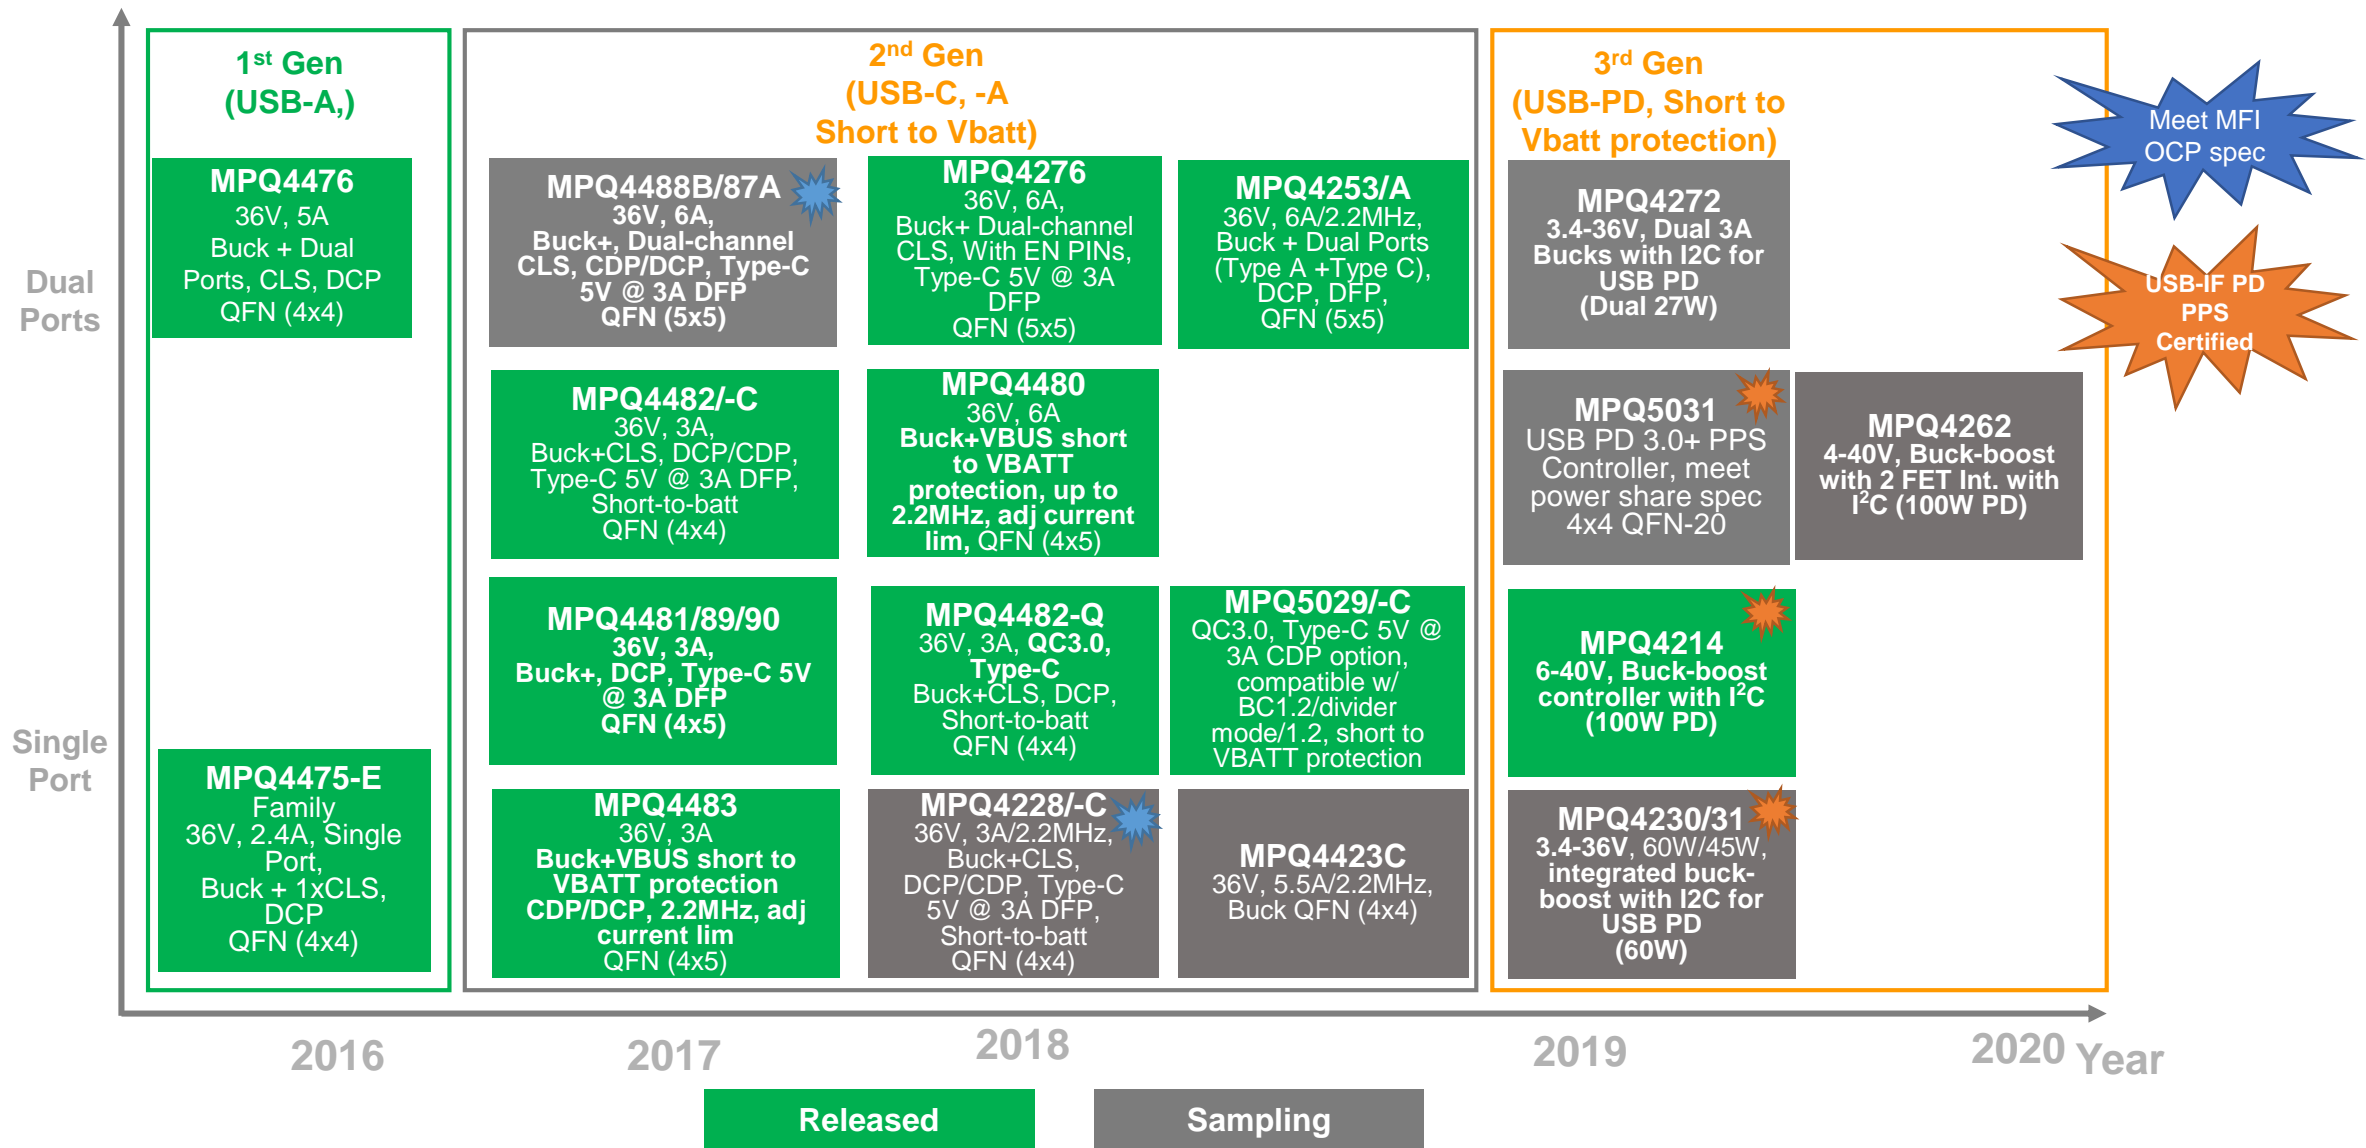 1st Gen
(USB-A,)
2nd Gen
(USB-C, -A
Short to Vbatt)
3rd Gen
(USB-PD, Short to
Vbatt protection)
Meet MFI
OCP spec
USB-IF PD
PPS
Certified
Dual
Ports
Single
Port
MPQ4476
36V, 5A
Buck + Dual
Ports, CLS, DCP
QFN (4x4)
MPQ4475-E
Family
36V, 2.4A, Single
Port,
Buck + 1xCLS,
DCP
QFN (4x4)
MPQ4488B/87A
36V, 6A,
Buck+, Dual-channel
CLS, CDP/DCP, Type-C
5V @ 3A DFP
QFN (5x5)
MPQ4276
36V, 6A,
Buck+ Dual-channel
CLS, With EN PINs,
Type-C 5V @ 3A
DFP
QFN (5x5)
MPQ4253/A
36V, 6A/2.2MHz,
Buck + Dual Ports
(Type A +Type C),
DCP, DFP,
QFN (5x5)
MPQ4482/-C
36V, 3A,
Buck+CLS, DCP/CDP,
Type-C 5V @ 3A DFP,
Short-to-batt
QFN (4x4)
MPQ4480
36V, 6A
Buck+VBUS short
to VBATT
protection, up to
2.2MHz, adj current
lim, QFN (4x5)
MPQ4481/89/90
36V, 3A,
Buck+, DCP, Type-C 5V
@ 3A DFP
QFN (4x5)
MPQ4482-Q
36V, 3A, QC3.0,
Type-C
Buck+CLS, DCP,
Short-to-batt
QFN (4x4)
MPQ5029/-C
QC3.0, Type-C 5V @
3A CDP option,
compatible w/
BC1.2/divider
mode/1.2, short to
VBATT protection
MPQ4483
36V, 3A
Buck+VBUS short to
VBATT protection
CDP/DCP, 2.2MHz, adj
current lim
QFN (4x5)
MPQ4228/-C
36V, 3A/2.2MHz,
Buck+CLS,
DCP/CDP, Type-C
5V @ 3A DFP,
Short-to-batt
QFN (4x4)
MPQ4423C
36V, 5.5A/2.2MHz,
Buck QFN (4x4)
MPQ4272
3.4-36V, Dual 3A
Bucks with I2C for
USB PD
(Dual 27W)
MPQ5031
USB PD 3.0+ PPS
Controller, meet
power share spec
4x4 QFN-20
MPQ4262
4-40V, Buck-boost
with 2 FET Int. with
I2C (100W PD)
MPQ4214
6-40V, Buck-boost
controller with I2C
(100W PD)
MPQ4230/31
3.4-36V, 60W/45W,
integrated buck-
boost with I2C for
USB PD
(60W)
2016
2017
2018
2019
2020
Year
Released
Sampling